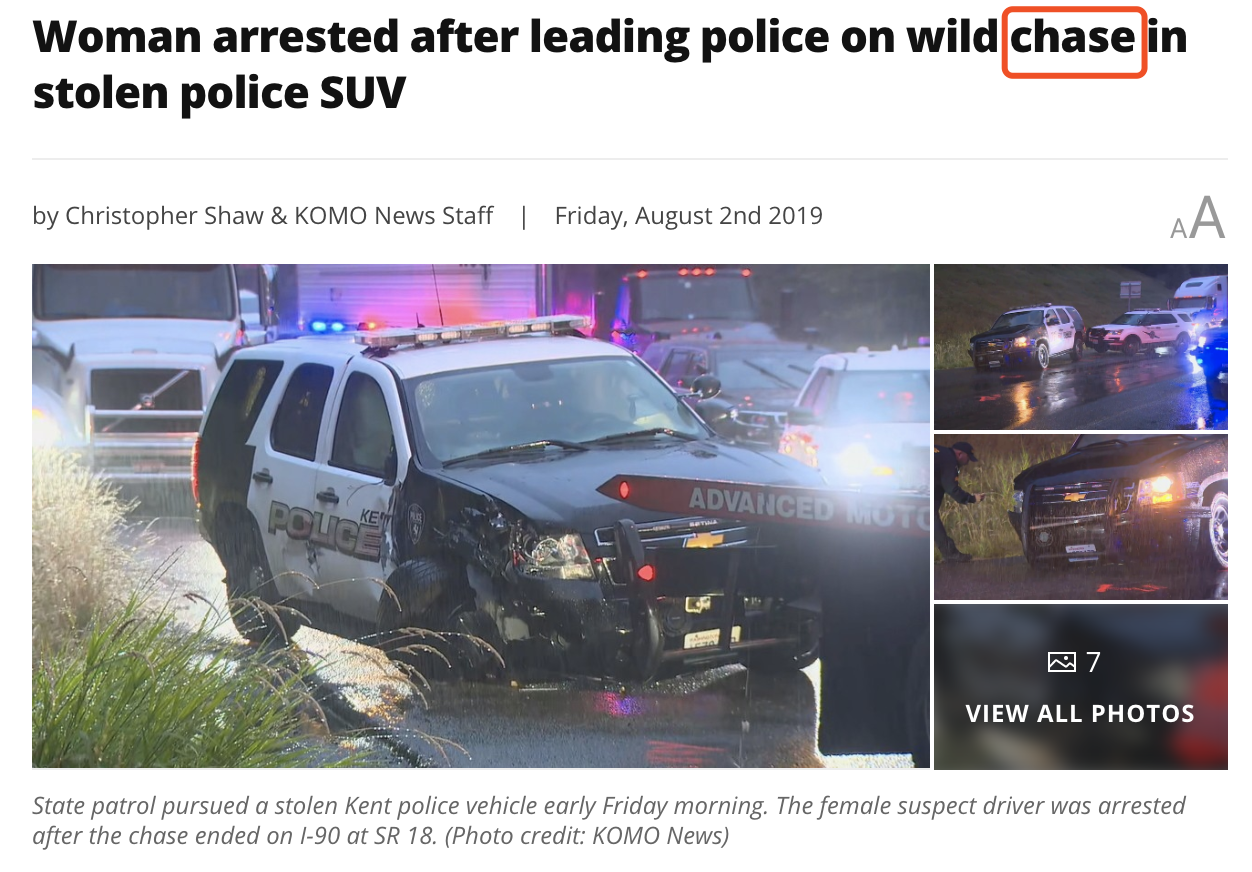 Woman arrested after leading police on wild chase in
stolen police SUV
by Christopher Shaw & KOMO News Staff | Friday, August 2nd 2019
AA
ADVANCED MOTO
KENT
POLICE
7
VIEW ALL PHOTOS
State patrol pursued a stolen Kent police vehicle early Friday morning. The female suspect driver was arrested
after the chase ended on I-90 at SR 18. (Photo credit: KOMO News)